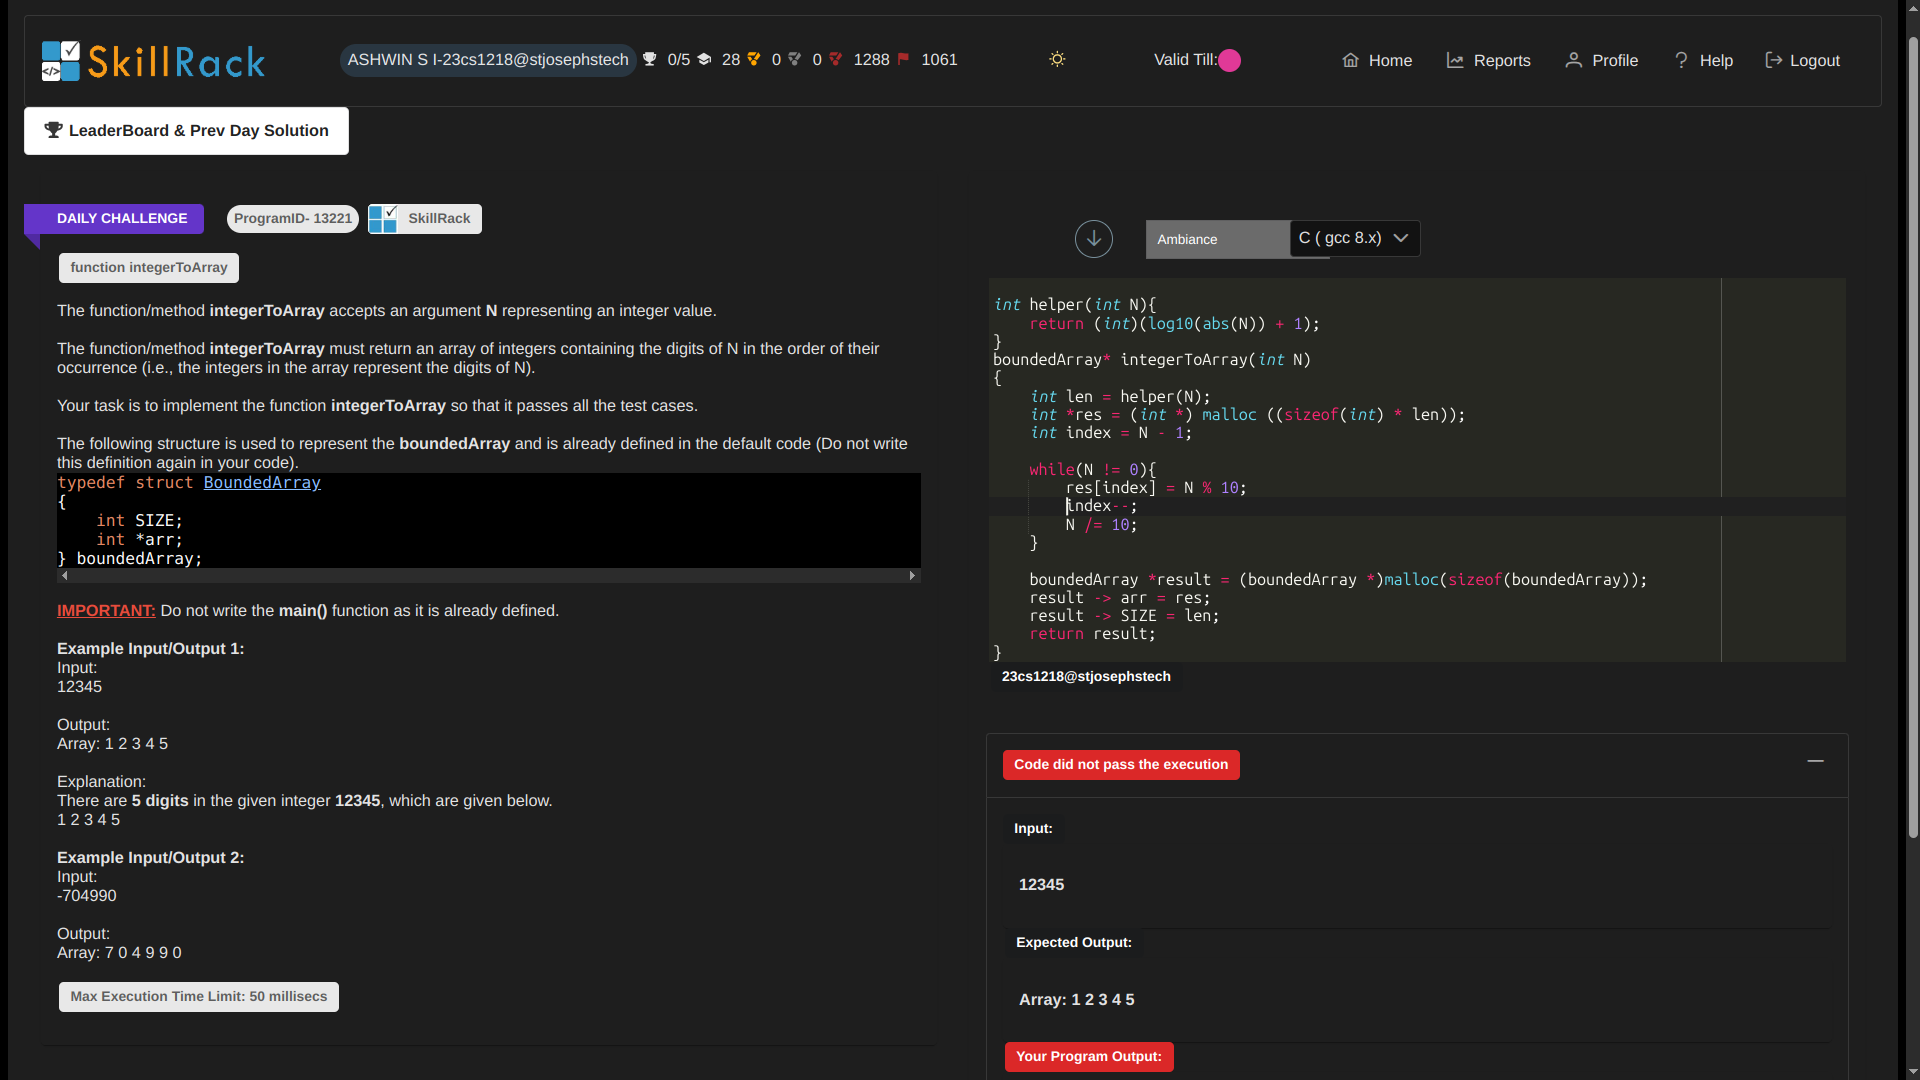 SkillRack
ASHWIN S I-23cs1218@stjosephstech 0/5 28 0 0 1288 1061
Valid Till:
Home Reports Profile Help Logout
LeaderBoard & Prev Day Solution
DAILY CHALLENGE ProgramID- 13221 SkillRack
function integerToArray
The function/method integerToArray accepts an argument N representing an integer value.
The function/method integerToArray must return an array of integers containing the digits of N in the order of their
occurrence (i.e., the integers in the array represent the digits of N).
Your task is to implement the function integerToArray so that it passes all the test cases.
The following structure is used to represent the boundedArray and is already defined in the default code (Do not write
this definition again in your code).
typedef struct BoundedArray
{
    int SIZE;
    int *arr;
} boundedArray;
IMPORTANT: Do not write the main() function as it is already defined.
Example Input/Output 1:
Input:
12345
Output:
Array: 1 2 3 4 5
Explanation:
There are 5 digits in the given integer 12345, which are given below.
1 2 3 4 5
Example Input/Output 2:
Input:
-704990
Output:
Array: 7 0 4 9 9 0
Max Execution Time Limit: 50 millisecs
Ambiance
C ( gcc 8.x)
int helper(int N){
    return (int)(log10(abs(N)) + 1);
}
boundedArray* integerToArray(int N)
{
    int len = helper(N);
    int *res = (int *) malloc ((sizeof(int) * len));
    int index = N - 1;
    while(N != 0){
        res[index] = N % 10;
        index--;
        N /= 10;
    }
    boundedArray *result = (boundedArray *)malloc(sizeof(boundedArray));
    result -> arr = res;
    result -> SIZE = len;
    return result;
}
23cs1218@stjosephstech
Code did not pass the execution
Input:
12345
Expected Output:
Array: 1 2 3 4 5
Your Program Output: